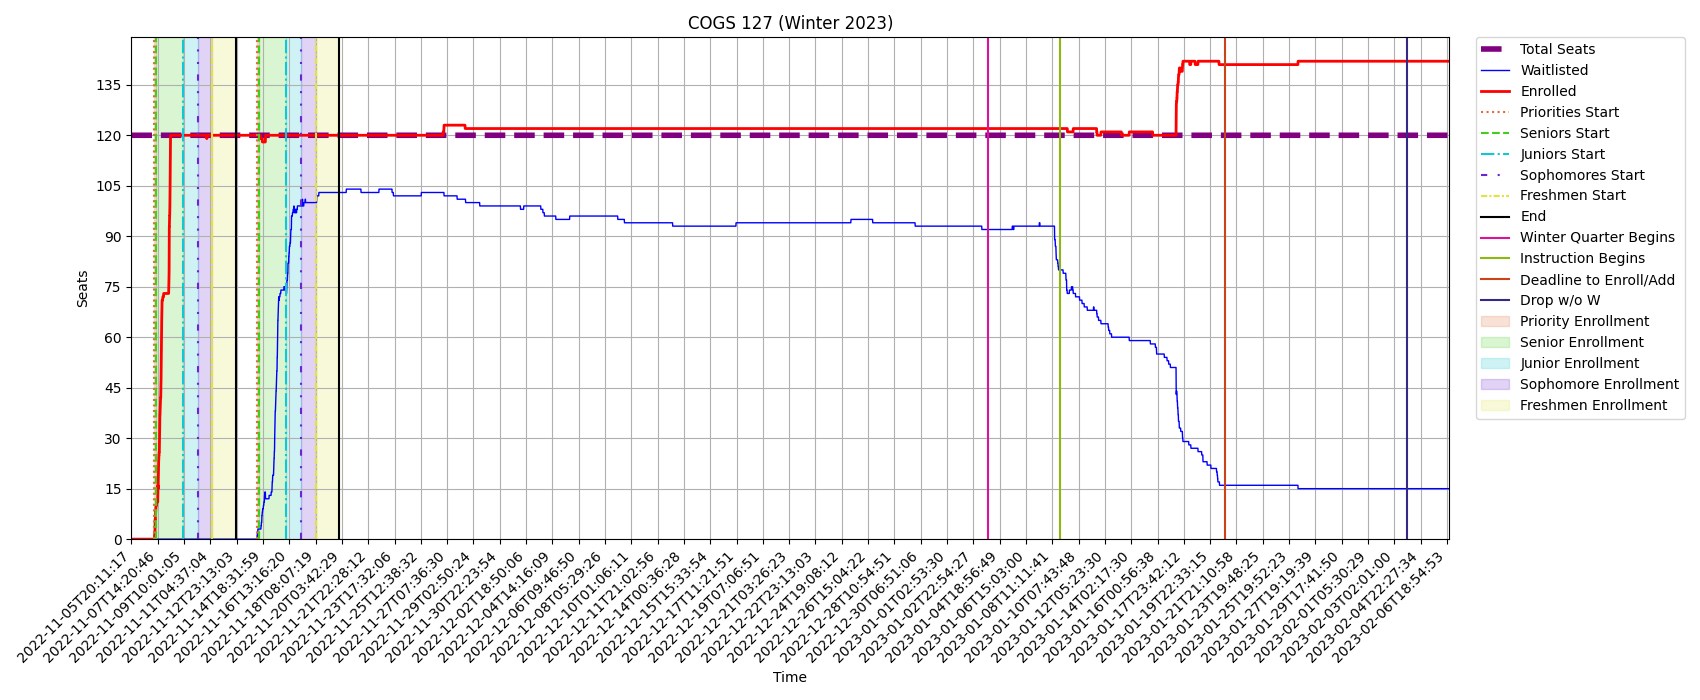 COGS 127 (Winter 2023)
Seats
135
120
105
90
75
60
45
30
15
0
2022-11-05T20:11:17
2022-11-07T14:20:46
2022-11-09T10:01:05
2022-11-11T04:37:04
2022-11-12T23:13:03
2022-11-14T18:31:59
2022-11-16T13:16:20
2022-11-18T08:07:19
2022-11-20T03:42:29
2022-11-21T22:28:12
2022-11-23T17:32:06
2022-11-25T12:38:32
2022-11-27T07:36:30
2022-11-29T02:50:24
2022-11-30T22:23:54
2022-12-02T18:50:06
2022-12-04T14:16:09
2022-12-06T09:46:50
2022-12-08T05:29:26
2022-12-10T01:06:11
2022-12-11T21:02:56
2022-12-14T00:36:28
2022-12-15T15:33:54
2022-12-17T11:21:51
2022-12-19T07:06:51
2022-12-21T03:26:23
2022-12-22T23:13:03
2022-12-24T19:08:12
2022-12-26T15:04:22
2022-12-28T10:54:51
2022-12-30T06:51:06
2023-01-01T02:53:30
2023-01-02T22:54:27
2023-01-04T18:56:49
2023-01-06T15:03:00
2023-01-08T11:11:41
2023-01-10T07:43:48
2023-01-12T05:23:30
2023-01-14T02:17:30
2023-01-16T00:56:38
2023-01-17T23:42:12
2023-01-19T22:33:15
2023-01-21T21:10:58
2023-01-23T19:48:25
2023-01-25T19:52:23
2023-01-27T19:19:39
2023-01-29T17:41:50
2023-02-01T05:30:29
2023-02-03T02:01:00
2023-02-04T22:27:34
2023-02-06T18:54:53
Time
Total Seats
Waitlisted
Enrolled
Priorities Start
Seniors Start
Juniors Start
Sophomores Start
Freshmen Start
End
Winter Quarter Begins
Instruction Begins
Deadline to Enroll/Add
Drop w/o W
Priority Enrollment
Senior Enrollment
Junior Enrollment
Sophomore Enrollment
Freshmen Enrollment